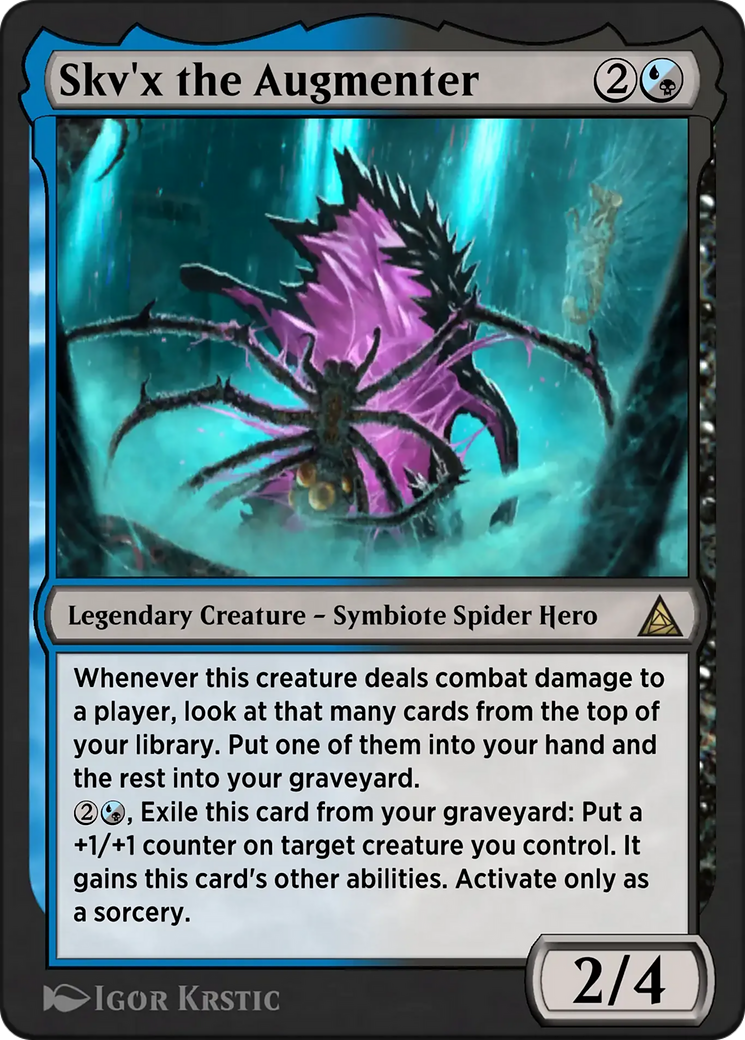 Skv'x the Augmenter 2
Legendary Creature – Symbiote Spider Hero
Whenever this creature deals combat damage to
a player, look at that many cards from the top of
your library. Put one of them into your hand and
the rest into your graveyard.
2, Exile this card from your graveyard: Put a
+1/+1 counter on target creature you control. It
gains this card's other abilities. Activate only as
a sorcery.
2/4
Igor Krstic